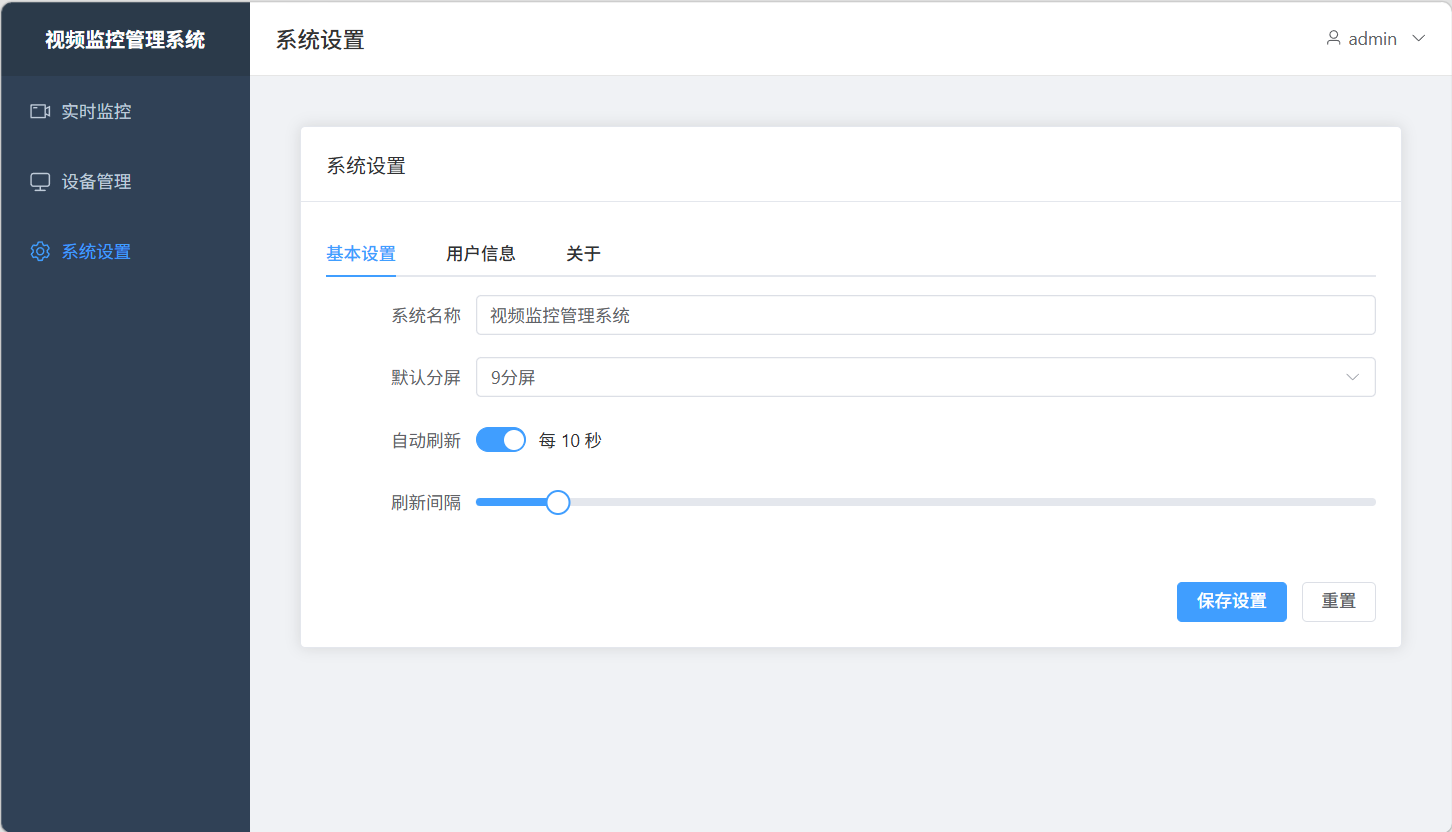 视频监控管理系统
系统设置
admin
实时监控
设备管理
系统设置
系统设置
基本设置 用户信息 关于
系统名称 视频监控管理系统
默认分屏 9分屏
自动刷新 每 10 秒
刷新间隔
保存设置 重置